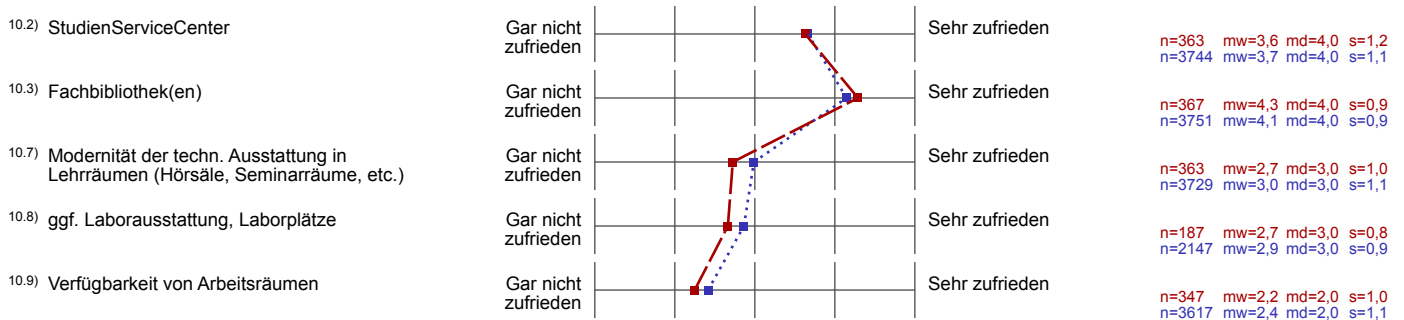 10.2) StudienServiceCenter
Gar nicht
zufrieden
Sehr zufrieden
n=363 mw=3,6 md=4,0 s=1,2
n=3744 mw=3,7 md=4,0 s=1,1
10.3) Fachbibliothek(en)
Gar nicht
zufrieden
Sehr zufrieden
n=367 mw=4,3 md=4,0 s=0,9
n=3751 mw=4,1 md=4,0 s=0,9
10.7) Modernität der techn. Ausstattung in
Lehrräumen (Hörsäle, Seminarräume, etc.)
Gar nicht
zufrieden
Sehr zufrieden
n=363 mw=2,7 md=3,0 s=1,0
n=3729 mw=3,0 md=3,0 s=1,1
10.8) ggf. Laborausstattung, Laborplätze
Gar nicht
zufrieden
Sehr zufrieden
n=187 mw=2,7 md=3,0 s=0,8
n=2147 mw=2,9 md=3,0 s=0,9
10.9) Verfügbarkeit von Arbeitsräumen
Gar nicht
zufrieden
Sehr zufrieden
n=347 mw=2,2 md=2,0 s=1,0
n=3617 mw=2,4 md=2,0 s=1,1